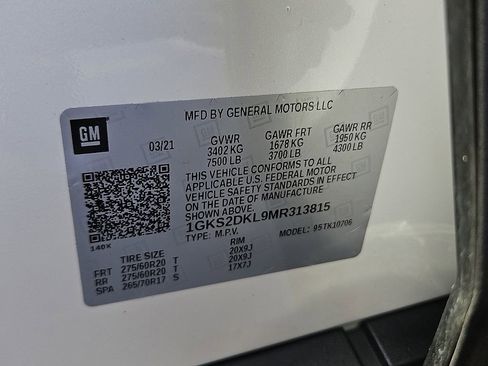 MFD BY GENERAL MOTORS LLC
GM
03/21 GVWR GAWR FRT GAWR RR
3402 KG 1678 KG 1950 KG
7500 LB 3700 LB 4300 LB
THIS VEHICLE CONFORMS TO ALL
APPLICABLE U.S. FEDERAL MOTOR
VEHICLE SAFETY STANDARDS IN EFFECT
ON THE DATE OF MANUFACTURE SHOWN ABOVE.
1GKS2DKL9MR313815
TYPE: M.P.V. MODEL: 95TK10706
140X
TIRE SIZE RIM
FRT 275/60R20 T 20X9J
RR 275/60R20 T 20X9J
SPA 265/70R17 S 17X7J